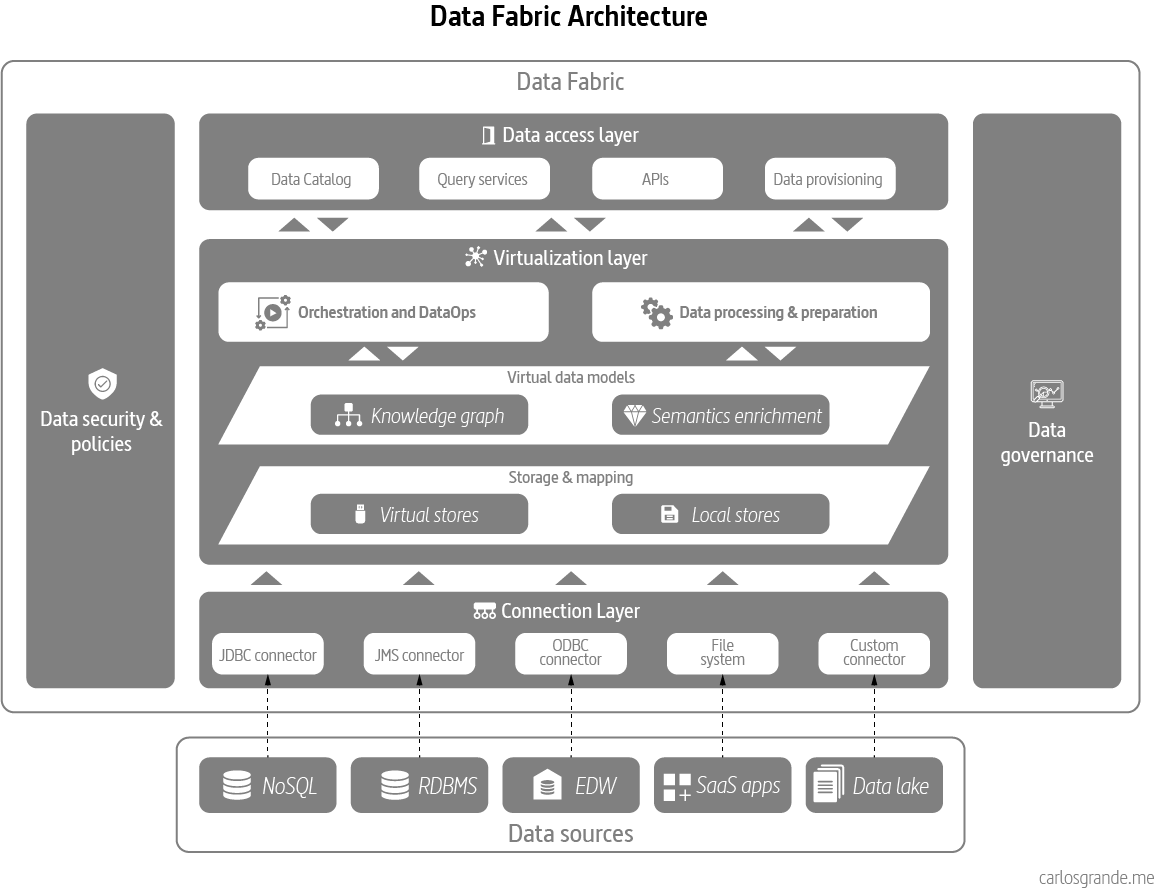 Data Fabric Architecture
Data Fabric
Data security &
policies
Data access layer
Data Catalog
Query services
APIs
Data provisioning
Virtualization layer
Orchestration and DataOps
Data processing & preparation
Virtual data models
Knowledge graph
Semantics enrichment
Storage & mapping
Virtual stores
Local stores
Connection Layer
JDBC connector
JMS connector
ODBC
connector
File
system
Custom
connector
Data
governance
NoSQL
RDBMS
EDW
SaaS apps
Data lake
Data sources
carlosgrande.me